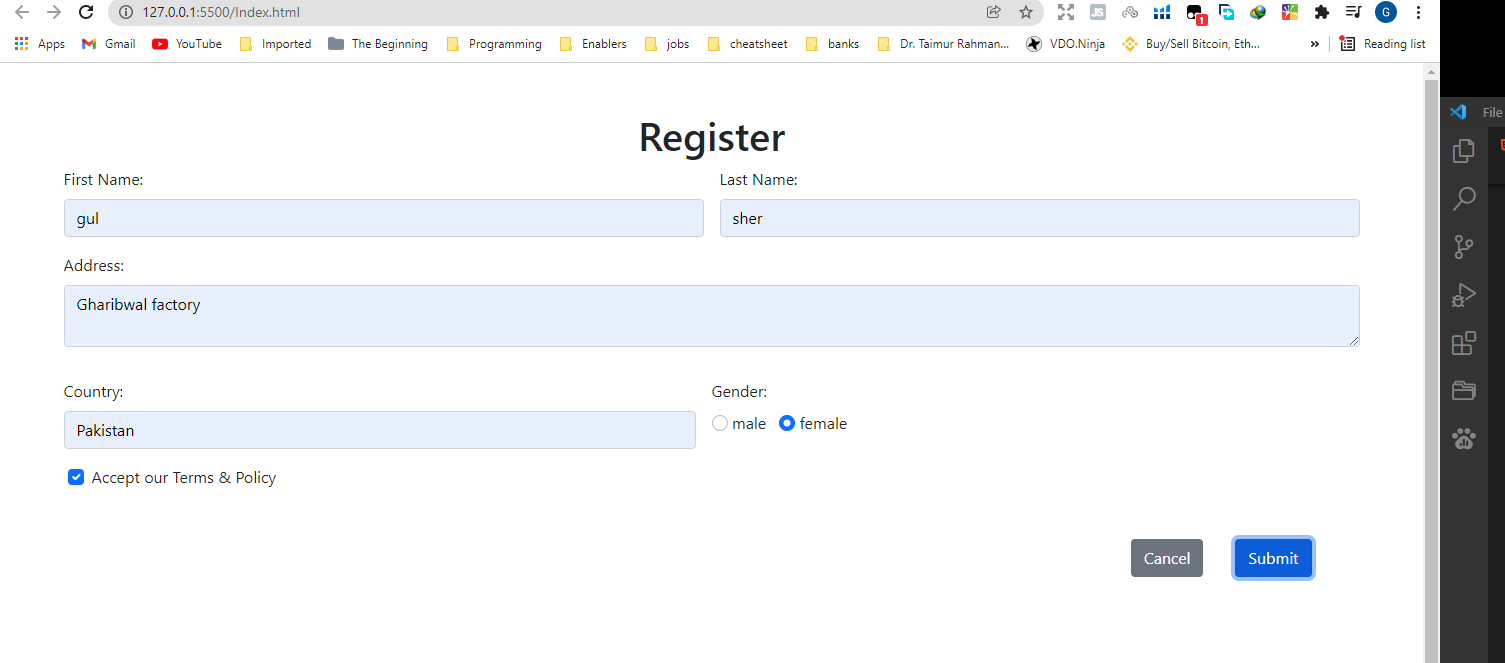 127.0.0.1:5500/Index.html
JS
1
G
Apps Gmail YouTube Imported The Beginning Programming Enablers jobs cheatsheet banks Dr. Taimur Rahman... VDO.Ninja Buy/Sell Bitcoin, Eth... » Reading list
File
Register
First Name: Last Name:
gul sher
Address:
Gharibwal factory
Country: Gender:
Pakistan male female
Accept our Terms & Policy
Cancel Submit